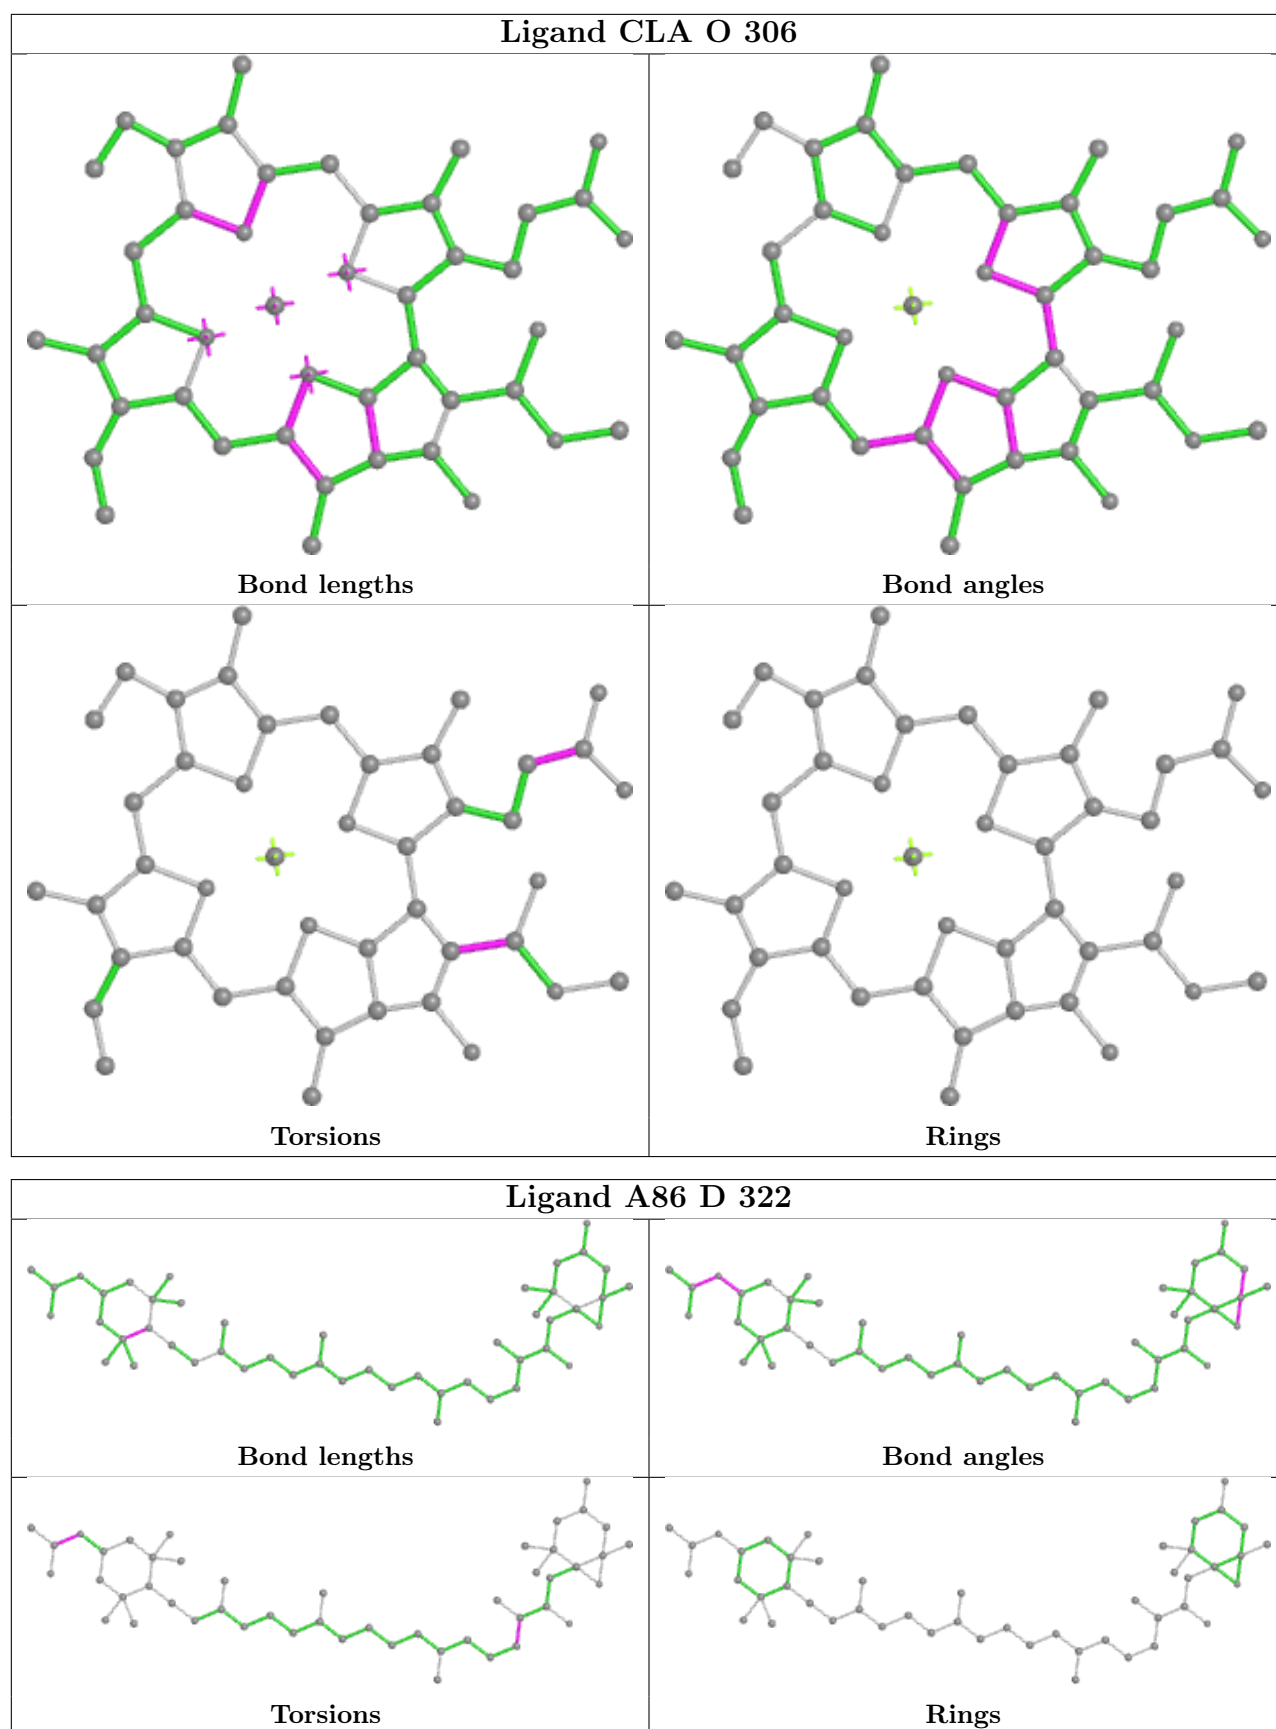 Ligand CLA O 306
Bond lengths
Bond angles
Torsions
Rings
Ligand A86 D 322
Bond lengths
Bond angles
Torsions
Rings